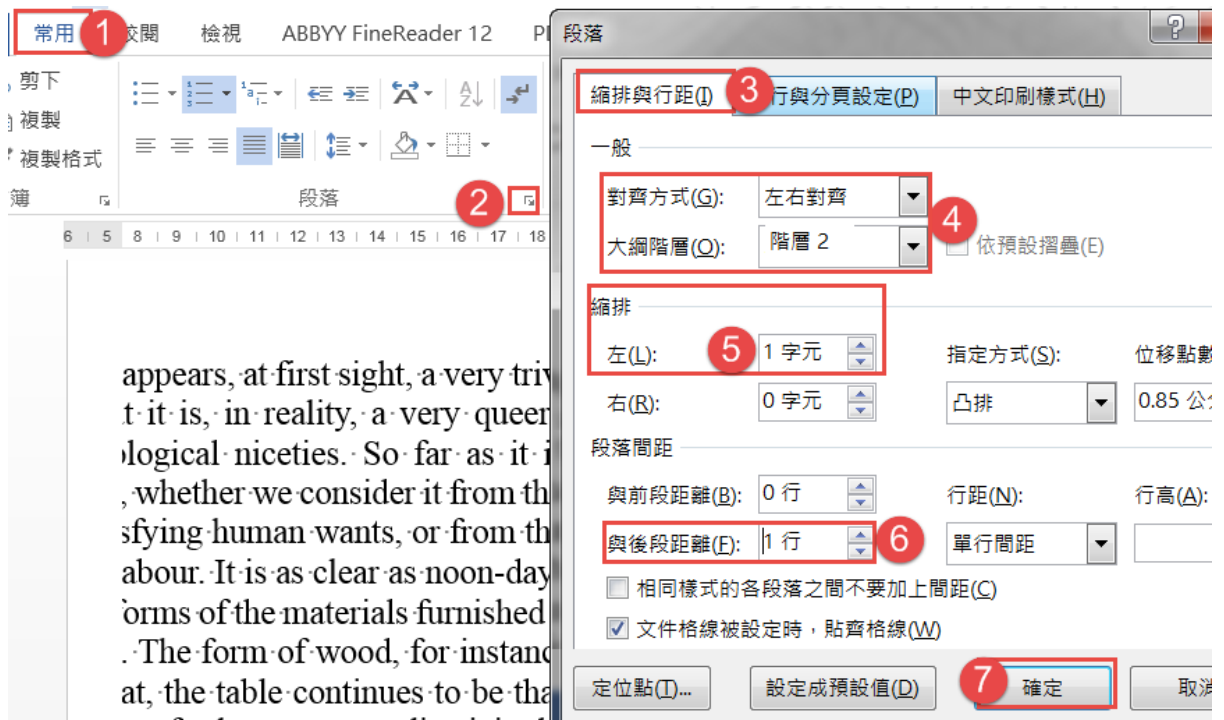 常用 1 校閱 檢視 ABBYY FineReader 12
剪下
複製
複製格式
簿
段落 2
6 5 8 9 10 11 12 13 14 15 16 17 18
appears, at first sight, a very
it is, in reality, a very queer
niceties. So far as it
, whether we consider it from
human wants, or from
It is as clear as noon-day
forms of the materials furnished
. The form of wood, for
at, the table continues to be
段落
縮排與行距(I) 3 行與分頁設定(P) 中文印刷樣式(H)
一般
對齊方式(G): 左右對齊
4
大綱階層(O): 階層 2 依預設摺疊(E)
縮排
左(L): 5 1 字元 指定方式(S): 位移點數
右(R): 0 字元 凸排 0.85 公
段落間距
與前段距離(B): 0 行 行距(N): 行高(A):
與後段距離(F): 1 行 6 單行間距
相同樣式的各段落之間不要加上間距(C)
文件格線被設定時，貼齊格線(W)
定位點(T)... 設定成預設值(D) 7 確定 取消